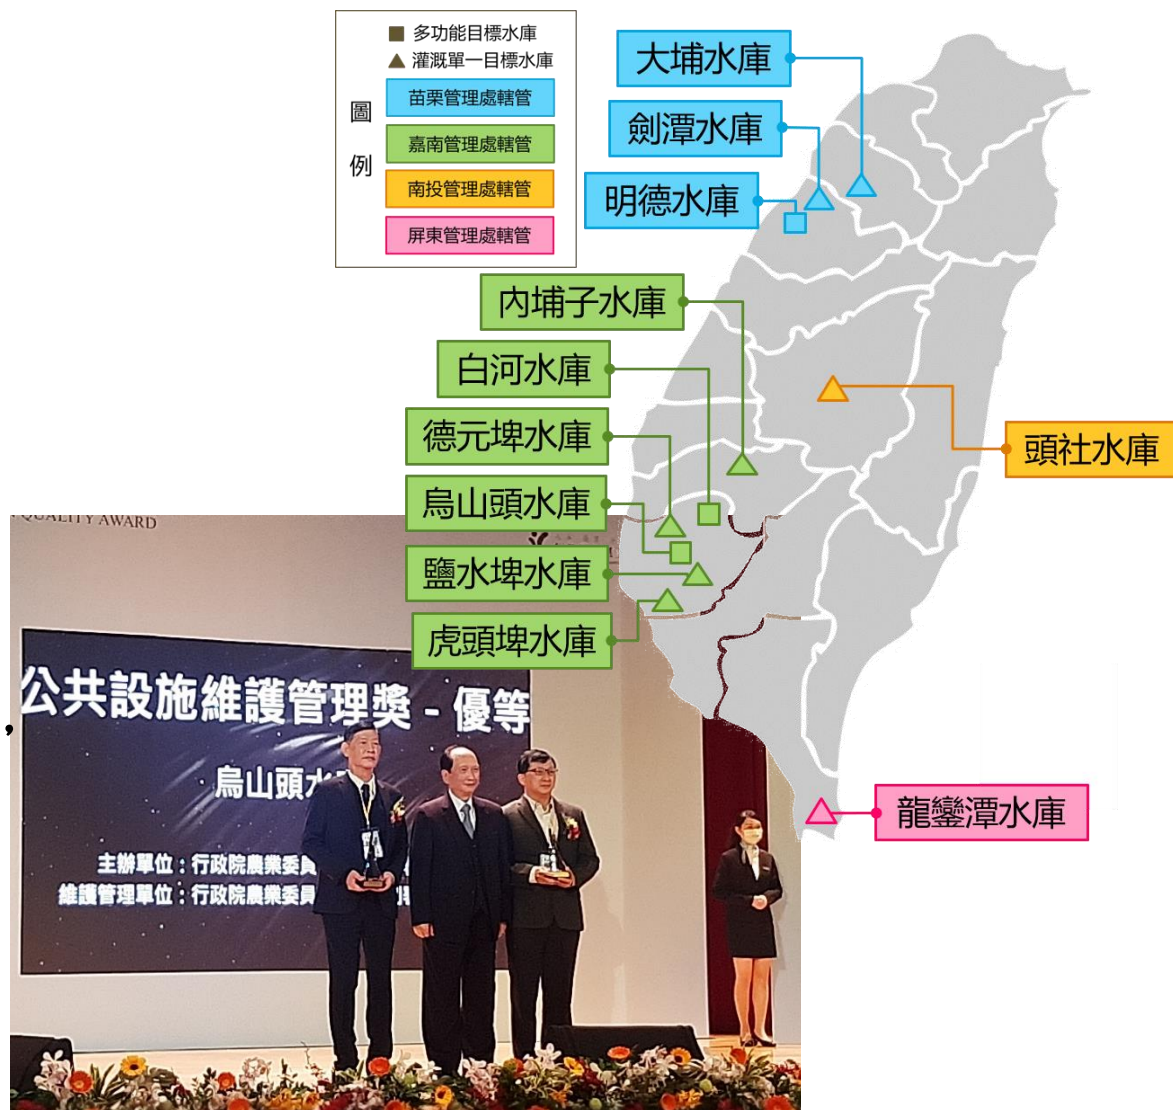 多功能目標水庫
灌溉單一目標水庫
圖例
苗栗管理處轄管
嘉南管理處轄管
南投管理處轄管
屏東管理處轄管
大埔水庫
劍潭水庫
明德水庫
內埔子水庫
白河水庫
德元埤水庫
烏山頭水庫
鹽水埤水庫
虎頭埤水庫
頭社水庫
龍鑾潭水庫
QUALITY AWARD
公共設施維護管理獎－優等
烏山頭水
主辦單位：行政院農業委員
維護管理單位：行政院農業委員
，